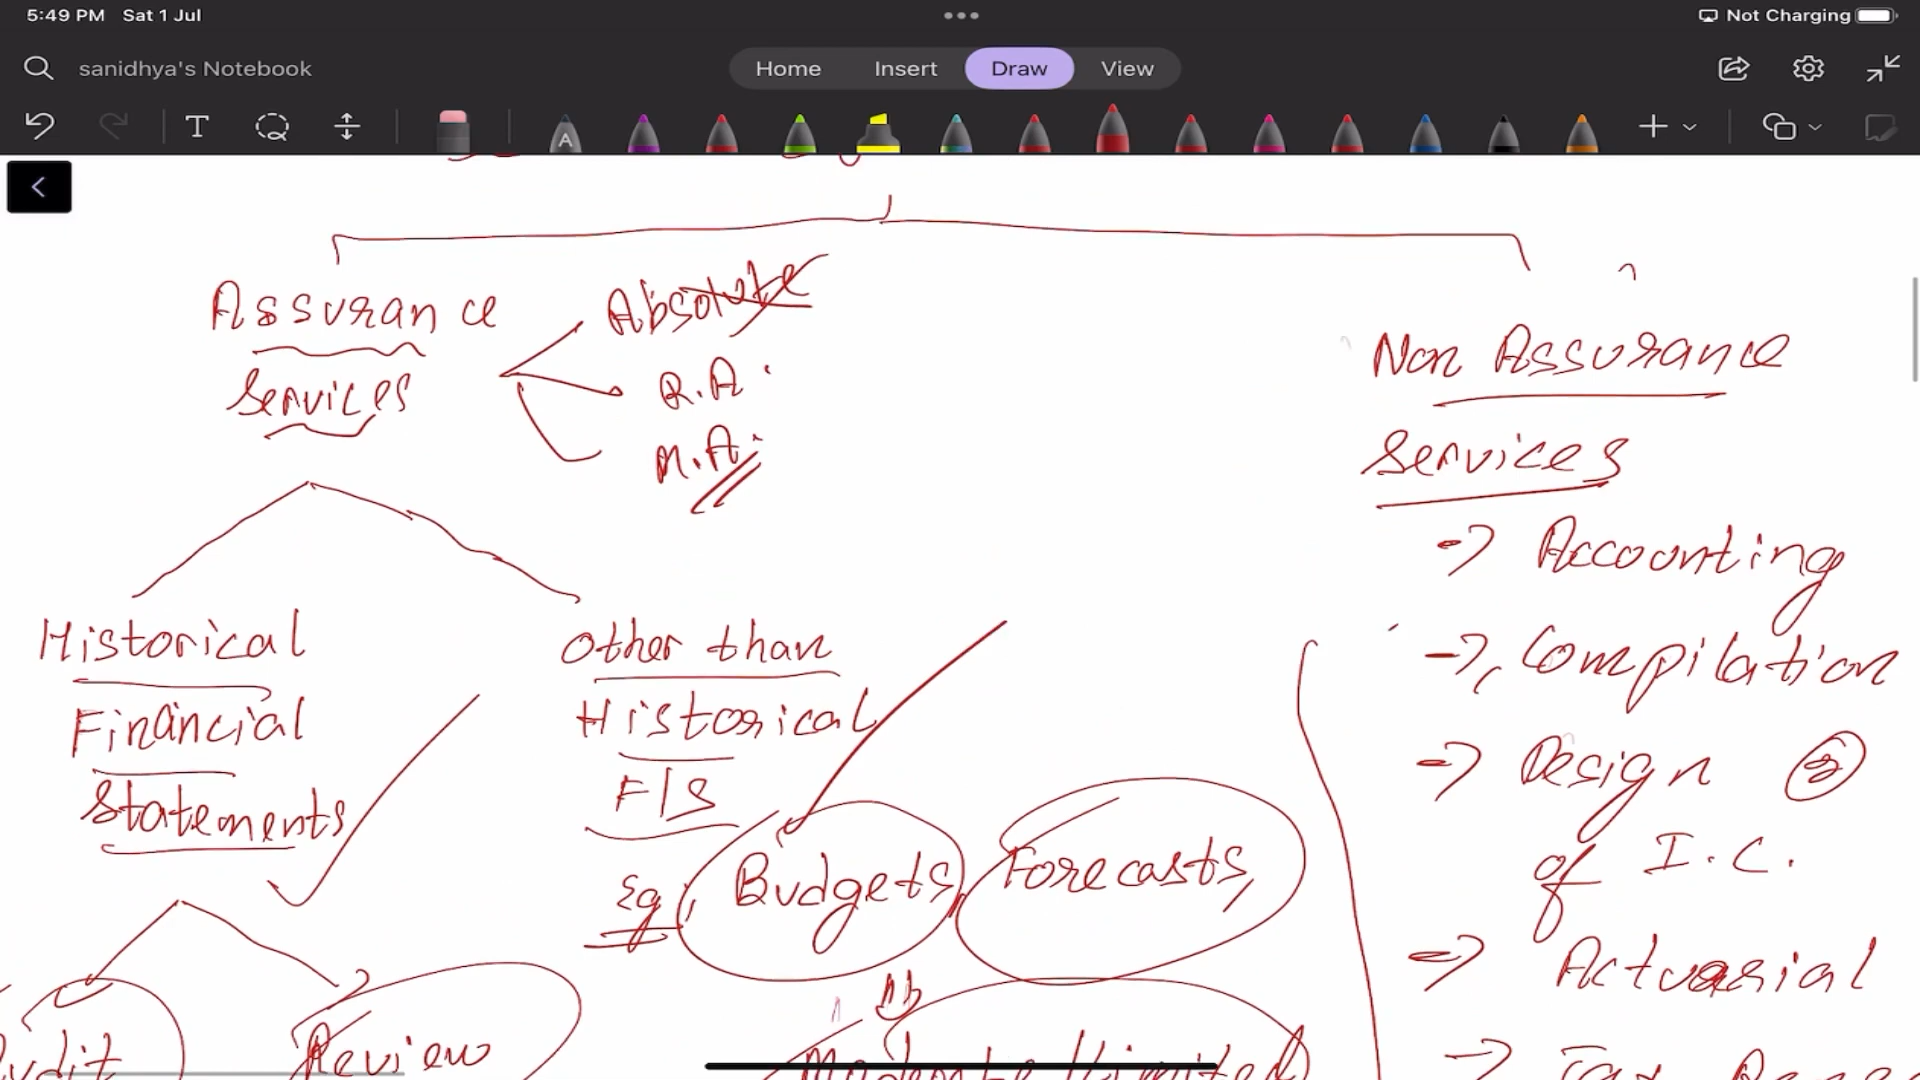 5:49 PM Sat 1 Jul
Not Charging
sanidhya's Notebook
Home Insert Draw View
T
A
Assurance
Services
Absolute
R.A.
M.A.
Non Assurance
Services
Historical
Financial
Statements
Other than
Historical
F/S
Eg; Budgets, Forecasts,
Review
→ Accounting
→ Compilation
→ Design
of I.C.
→ Actuarial
→ Tax